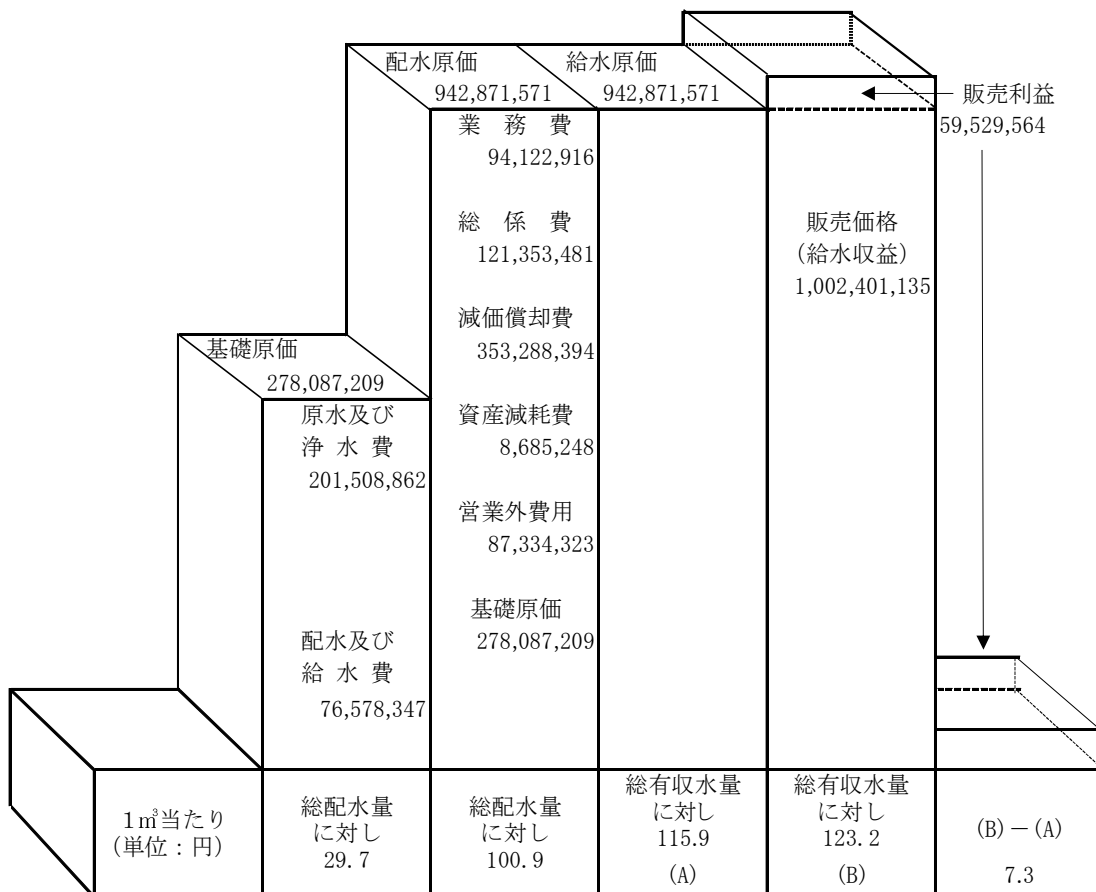 配水原価
942,871,571
給水原価
942,871,571
販売利益
59,529,564
業務費
94,122,916
総係費
121,353,481
減価償却費
353,288,394
資産減耗費
8,685,248
営業外費用
87,334,323
基礎原価
278,087,209
販売価格
(給水収益)
1,002,401,135
基礎原価
278,087,209
原水及び
浄水費
201,508,862
配水及び
給水費
76,578,347
1㎥当たり
(単位：円)
総配水量
に対し
29.7
総配水量
に対し
100.9
総有収水量
に対し
115.9
(A)
総有収水量
に対し
123.2
(B)
(B)－(A)
7.3